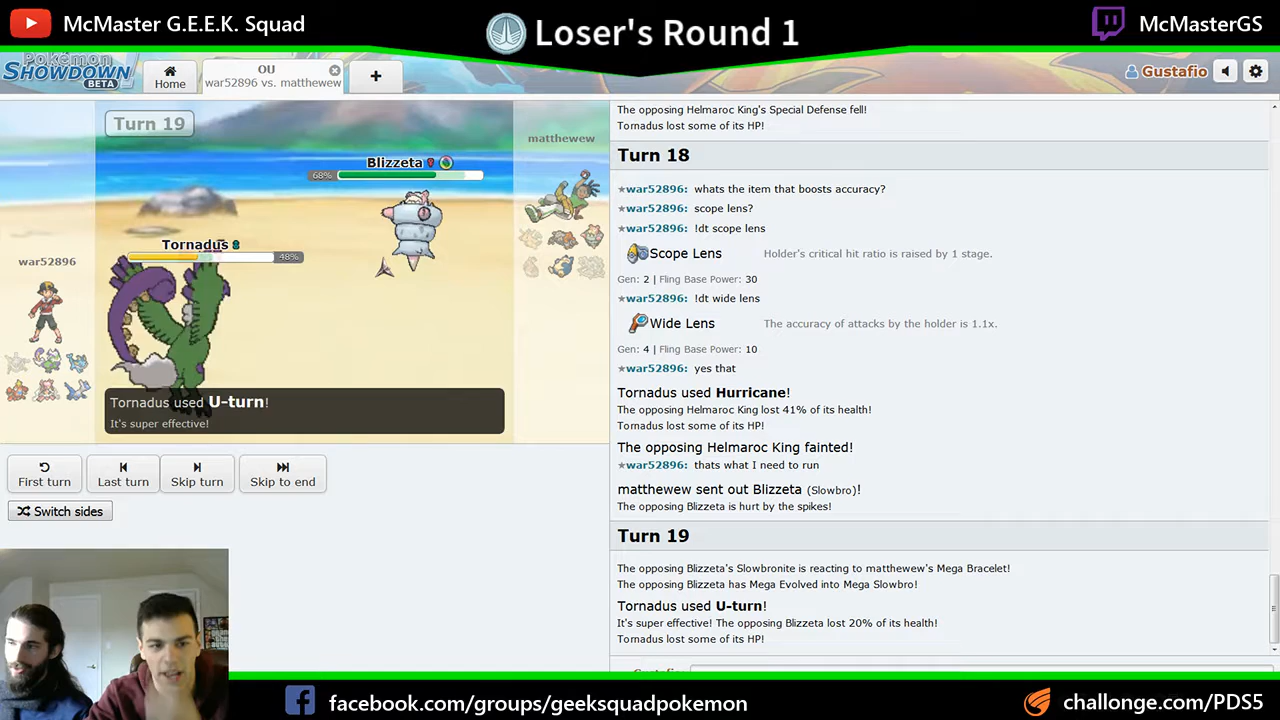 McMaster G.E.E.K. Squad
Loser's Round 1
McMasterGS
Pokémon
SHOWDOWN
BETA
Home
OU
war52896 vs. matthewew
+
Gustafio
Turn 19
matthewew
Blizzeta
68%
Tornadus
48%
war52896
Tornadus used U-turn!
It's super effective!
First turn
Last turn
Skip turn
Skip to end
Switch sides
The opposing Helmaroc King's Special Defense fell!
Tornadus lost some of its HP!
Turn 18
★war52896: whats the item that boosts accuracy?
★war52896: scope lens?
★war52896: !dt scope lens
Scope Lens Holder's critical hit ratio is raised by 1 stage.
Gen: 2 | Fling Base Power: 30
★war52896: !dt wide lens
Wide Lens The accuracy of attacks by the holder is 1.1x.
Gen: 4 | Fling Base Power: 10
★war52896: yes that
Tornadus used Hurricane!
The opposing Helmaroc King lost 41% of its health!
Tornadus lost some of its HP!
The opposing Helmaroc King fainted!
★war52896: thats what I need to run
matthewew sent out Blizzeta (Slowbro)!
The opposing Blizzeta is hurt by the spikes!
Turn 19
The opposing Blizzeta's Slowbronite is reacting to matthewew's Mega Bracelet!
The opposing Blizzeta has Mega Evolved into Mega Slowbro!
Tornadus used U-turn!
It's super effective! The opposing Blizzeta lost 20% of its health!
Tornadus lost some of its HP!
facebook.com/groups/geeksquadpokemon
challonge.com/PDS5